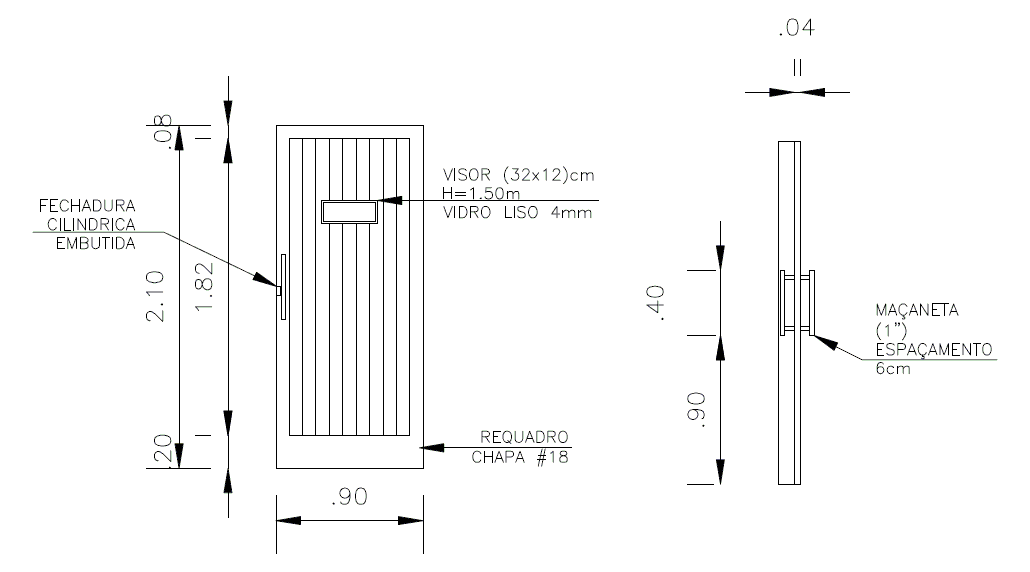 .04
.08
VISOR (32x12)cm
H=1.50m
VIDRO LISO 4mm
FECHADURA
CILINDRICA
EMBUTIDA
2.10
1.82
.40
MAÇANETA
(1")
ESPAÇAMENTO
6cm
.90
.20
REQUADRO
CHAPA #18
.90